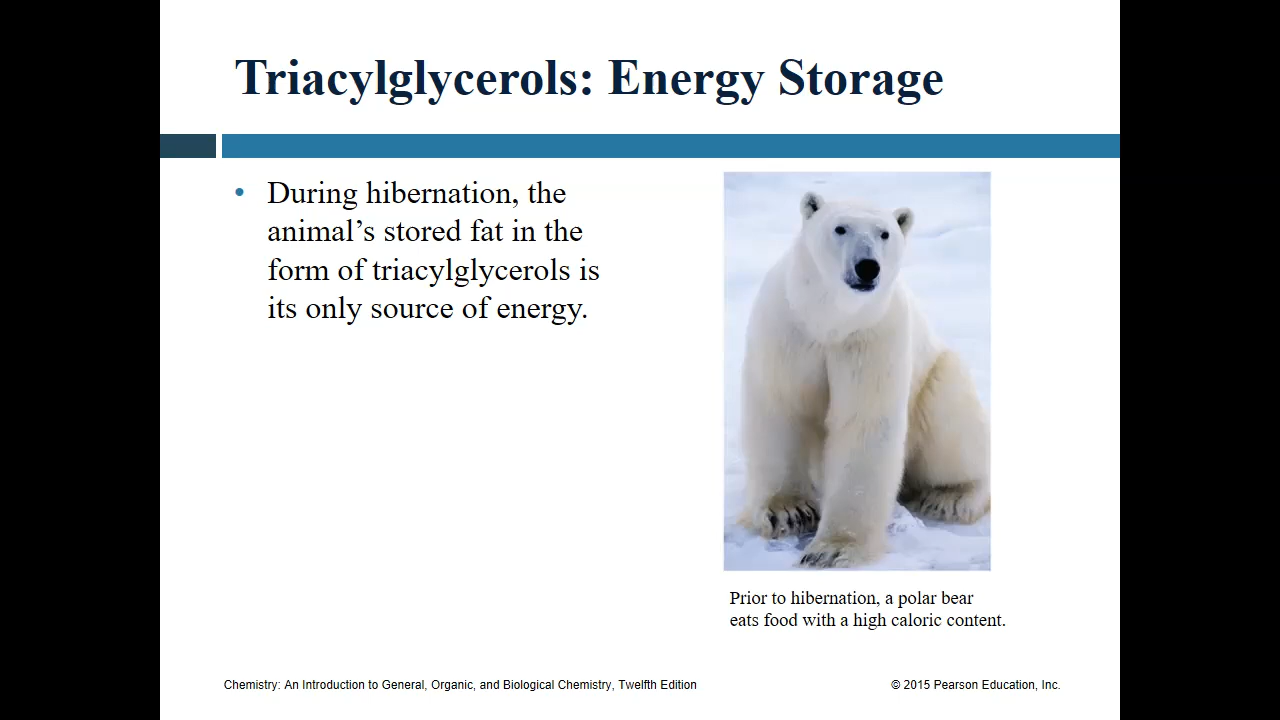 Triacylglycerols: Energy Storage
• During hibernation, the
animal’s stored fat in the
form of triacylglycerols is
its only source of energy.
Prior to hibernation, a polar bear
eats food with a high caloric content.
Chemistry: An Introduction to General, Organic, and Biological Chemistry, Twelfth Edition
© 2015 Pearson Education, Inc.